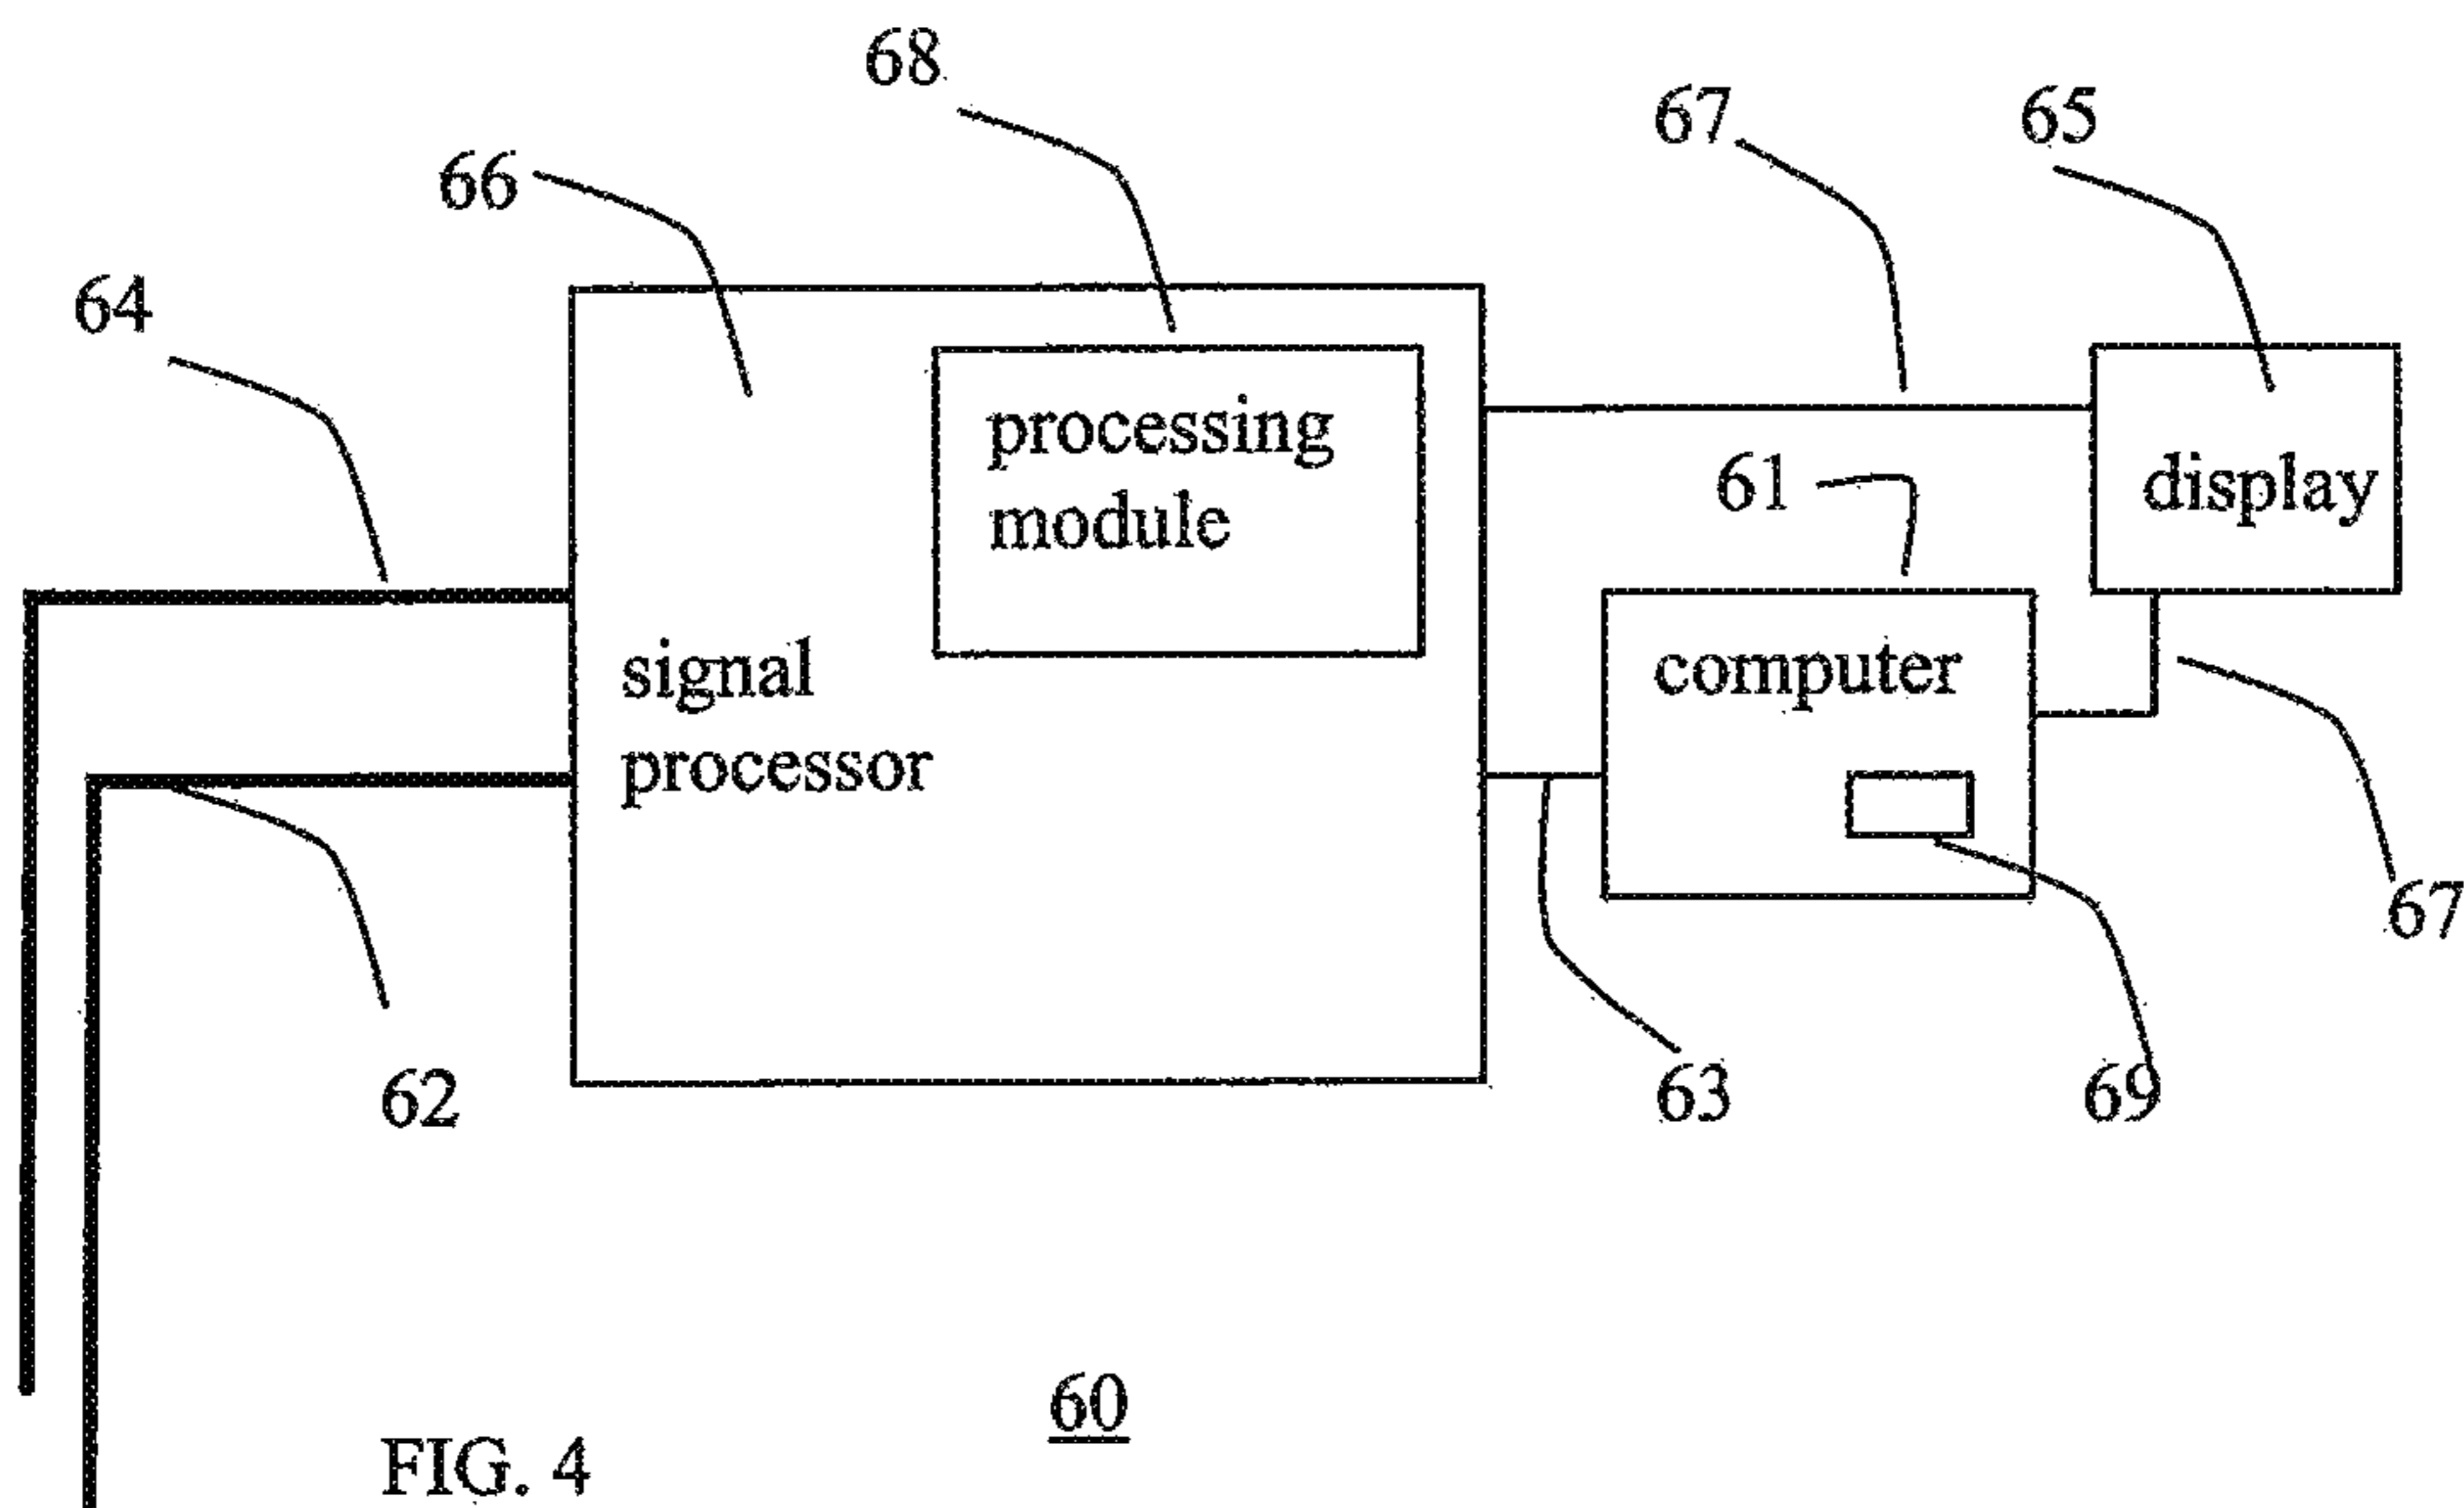 68
67
65
66
64
processing
module
61
display
signal
processor
computer
67
62
63
69
60
FIG. 4